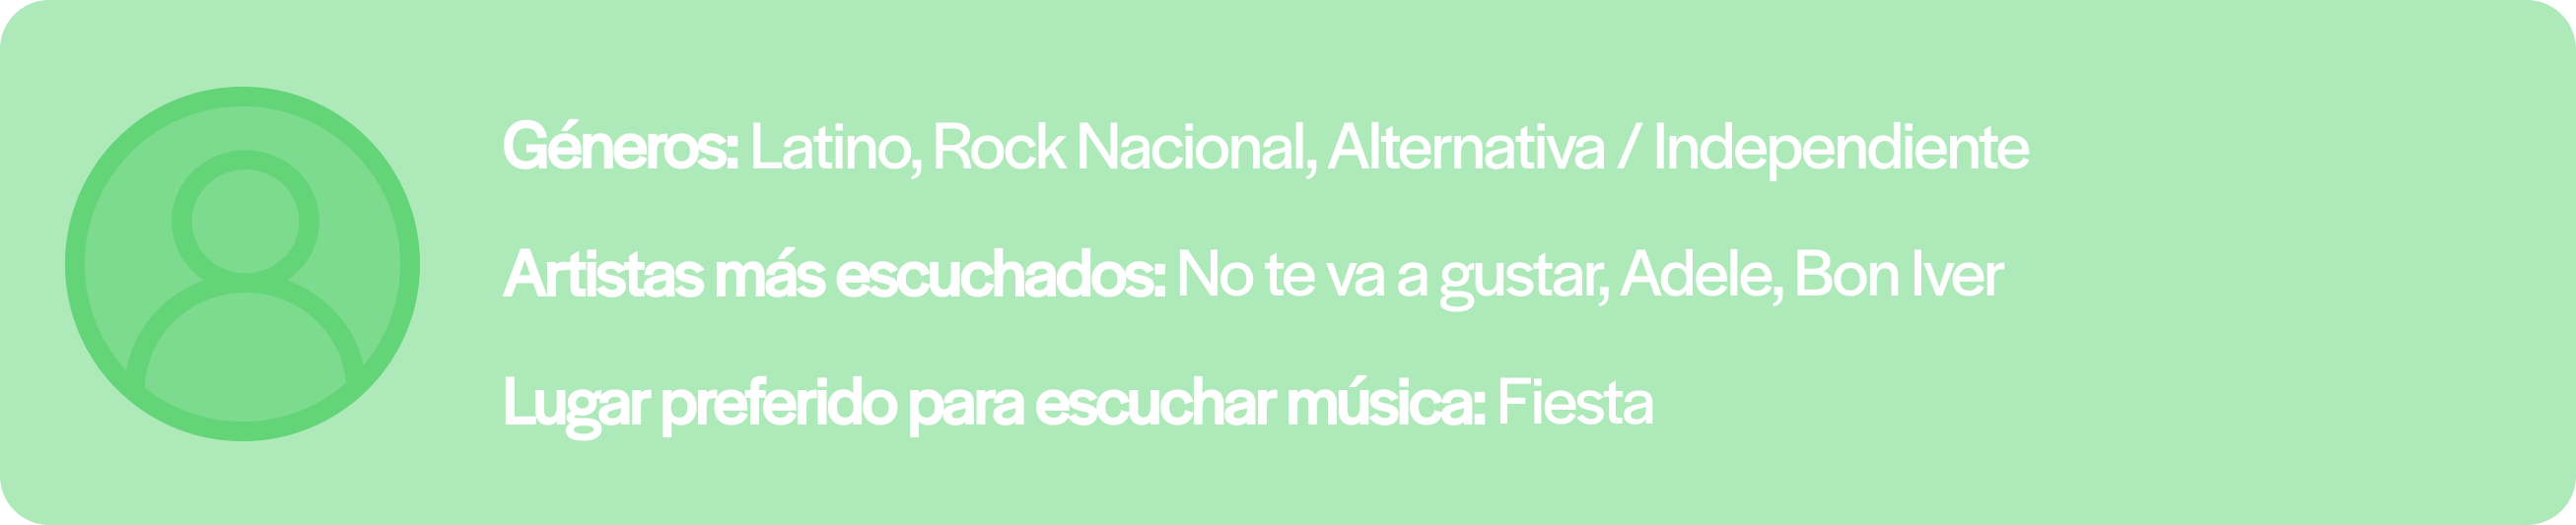 Géneros: Latino, Rock Nacional, Alternativa / Independiente
Artistas más escuchados: No te va a gustar, Adele, Bon Iver
Lugar preferido para escuchar música: Fiesta